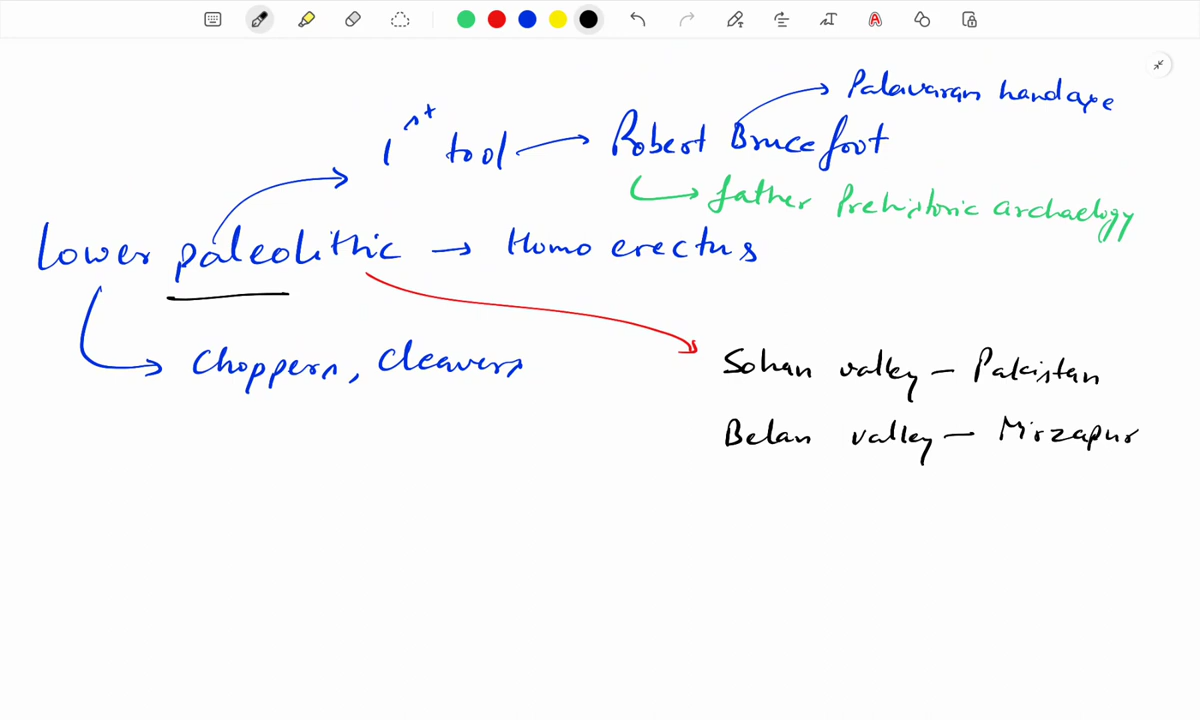 Palavaran handaxe
1st tool → Robert Bruce foot
father Prehistoric archaelogy
Lower paleolithic → Homo erectus
Choppers, Cleavers
Sohan valley - Pakistan
Belan valley - Mirzapur